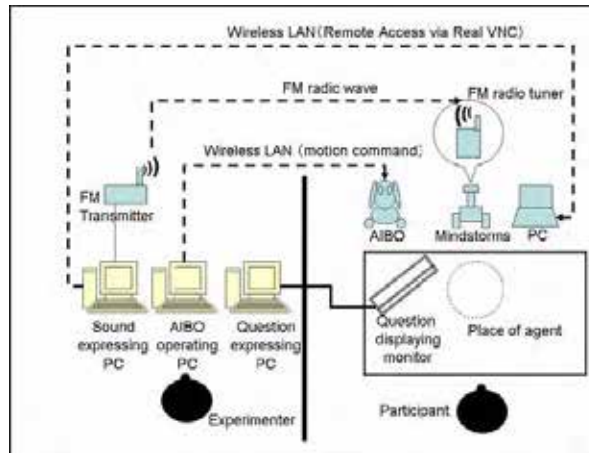 Wireless LAN(Remote Access via Real VNC)
FM radic wave
FM radio tuner
Wireless LAN (motion command)
FM
Transmitter
AIBO
Mindstorms
PC
Sound
expressing
PC
AIBO
operating
PC
Question
expressing
PC
Question
displaying
monitor
Place of agent
Experimenter
Participant